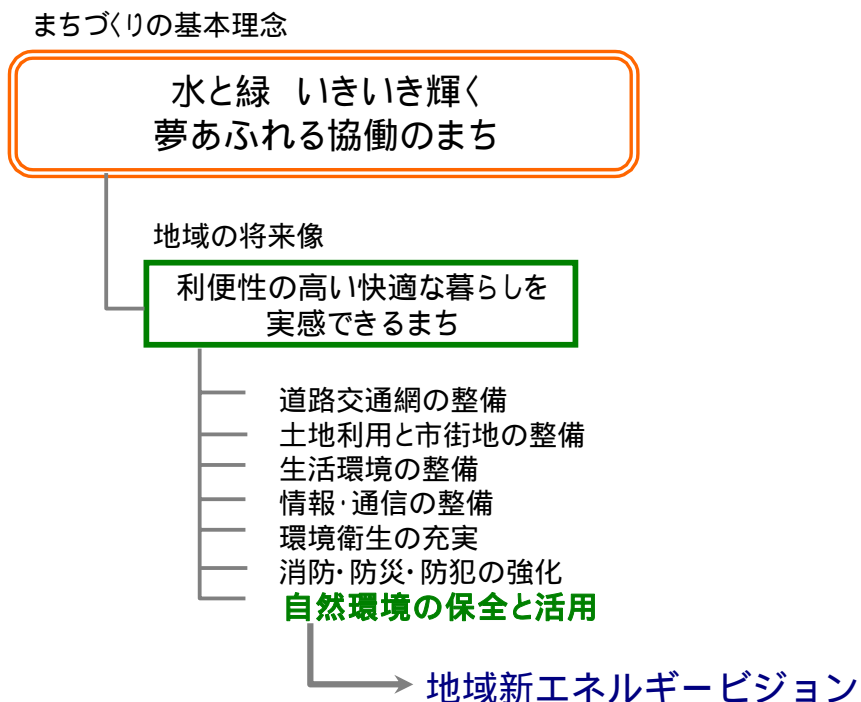 まちづくりの基本理念
水と緑 いきいき輝く
夢あふれる協働のまち
地域の将来像
利便性の高い快適な暮らしを
実感できるまち
道路交通網の整備
土地利用と市街地の整備
生活環境の整備
情報・通信の整備
環境衛生の充実
消防・防災・防犯の強化
自然環境の保全と活用
地域新エネルギービジョン